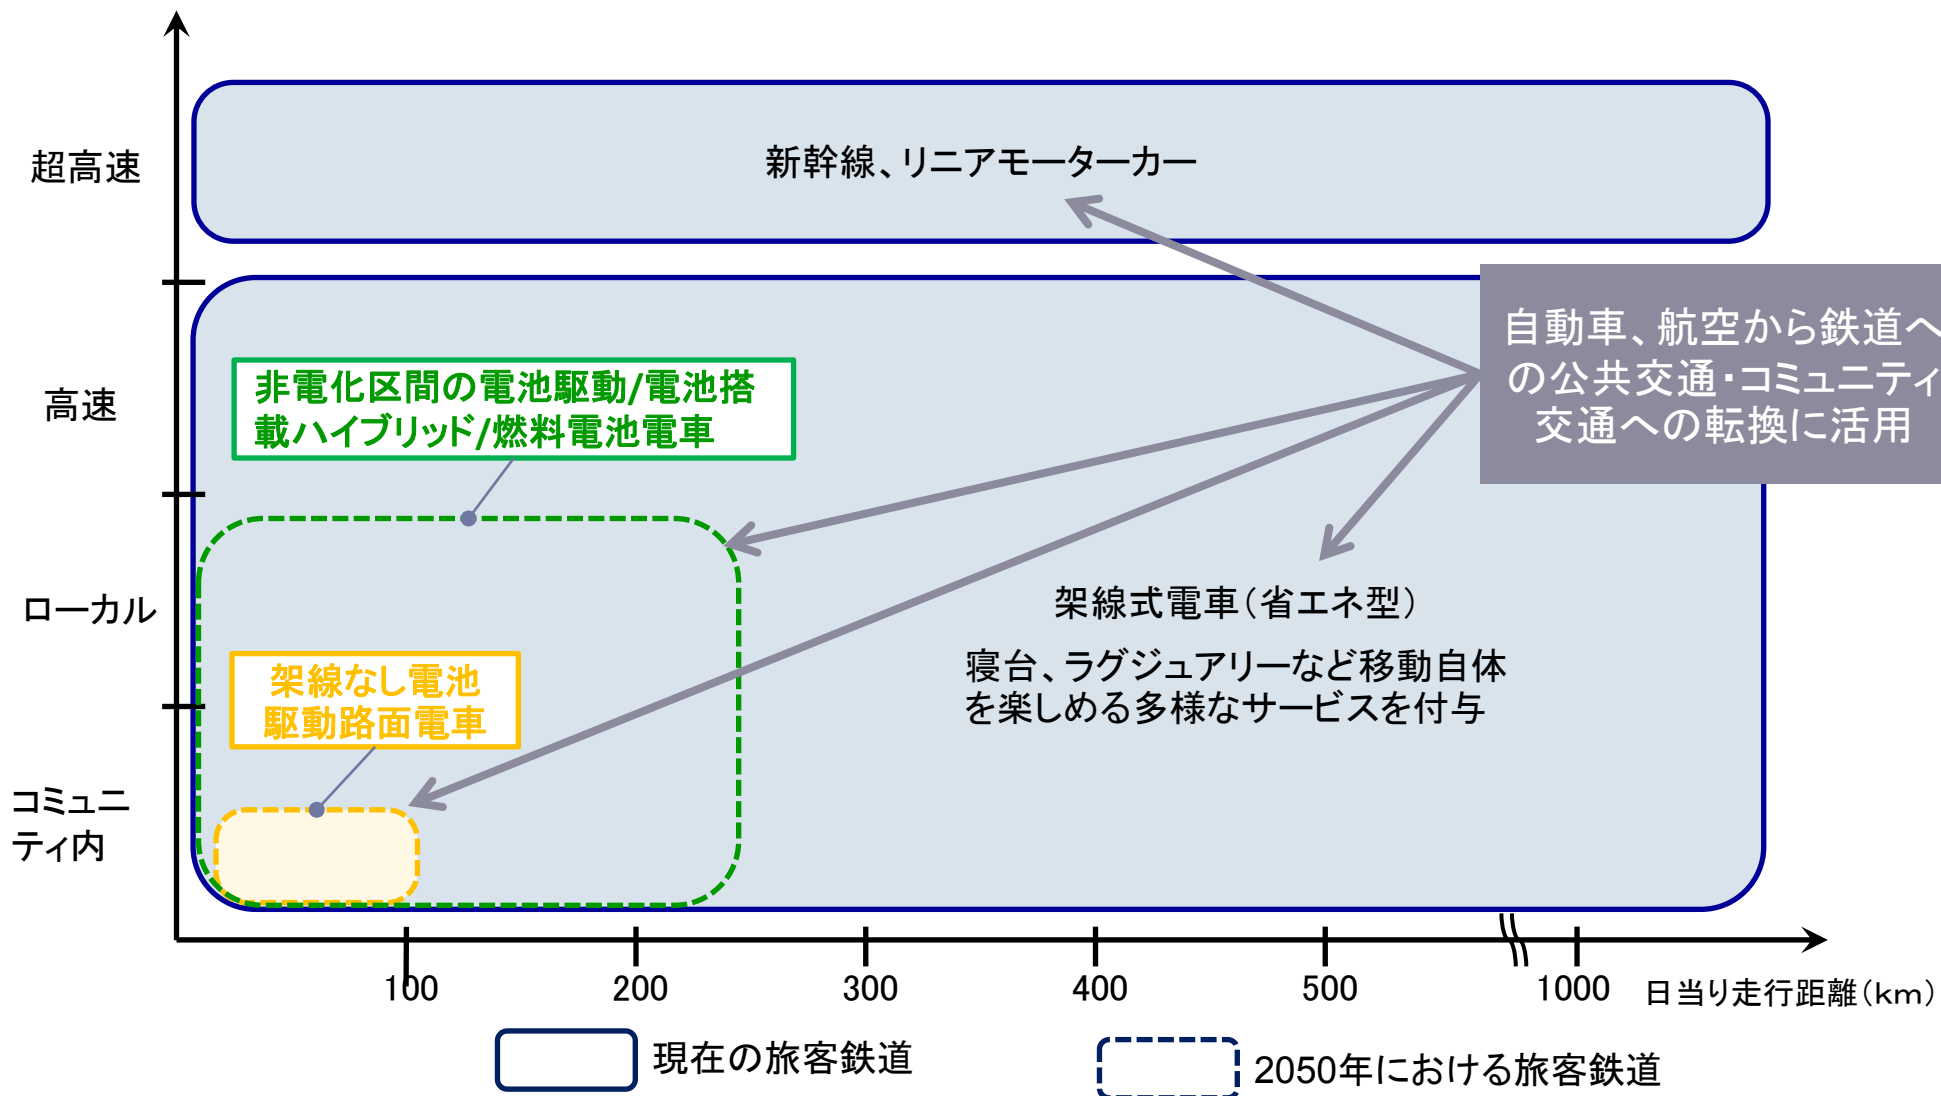 超高速
新幹線、リニアモーターカー
自動車、航空から鉄道へ
の公共交通・コミュニティ
交通への転換に活用
高速
非電化区間の電池駆動/電池搭
載ハイブリッド/燃料電池電車
ローカル
架線式電車（省エネ型）
寝台、ラグジュアリーなど移動自体
を楽しめる多様なサービスを付与
架線なし電池
駆動路面電車
コミュニ
ティ内
100 200 300 400 500 1000 日当り走行距離（km）
現在の旅客鉄道
2050年における旅客鉄道